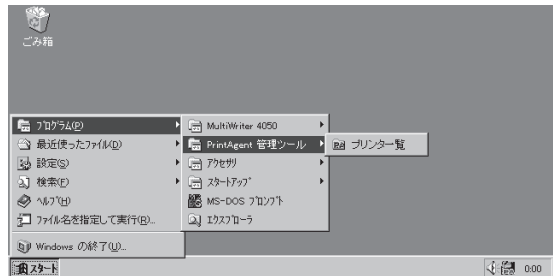 ごみ箱
ﾌﾟﾛｸﾞﾗﾑ(P)
最近使ったﾌｧｲﾙ(D)
設定(S)
検索(F)
ﾍﾙﾌﾟ(H)
ﾌｧｲﾙ名を指定して実行(R)...
Windows の終了(U)...
MultiWriter 4050
PrintAgent 管理ツール
ｱｸｾｻﾘ
ｽﾀｰﾄｱｯﾌﾟ
MS-DOS ﾌﾟﾛﾝﾌﾟﾄ
ｴｸｽﾌﾟﾛｰﾗ
プリンター覧
ｽﾀｰﾄ
0:00